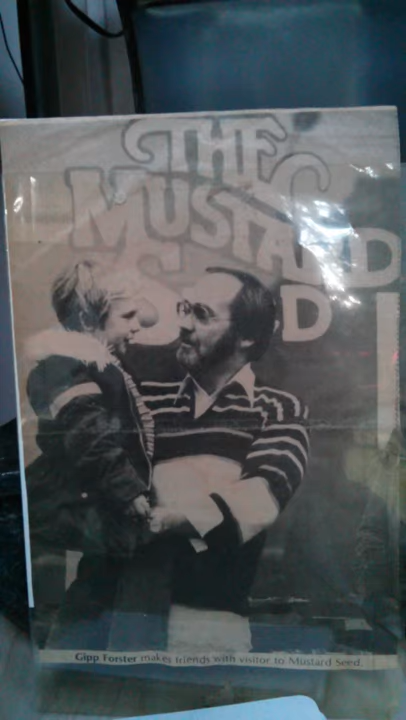 THE
MUSTARD
SEED
Gipp Forster makes friends with visitor to Mustard Seed.